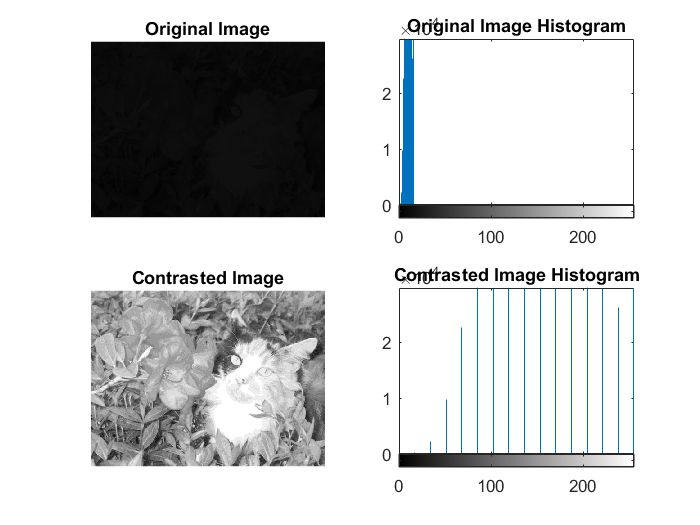 Original Image
Original Image Histogram
2
1
0
0 100 200
Contrasted Image
Contrasted Image Histogram
2
1
0
0 100 200